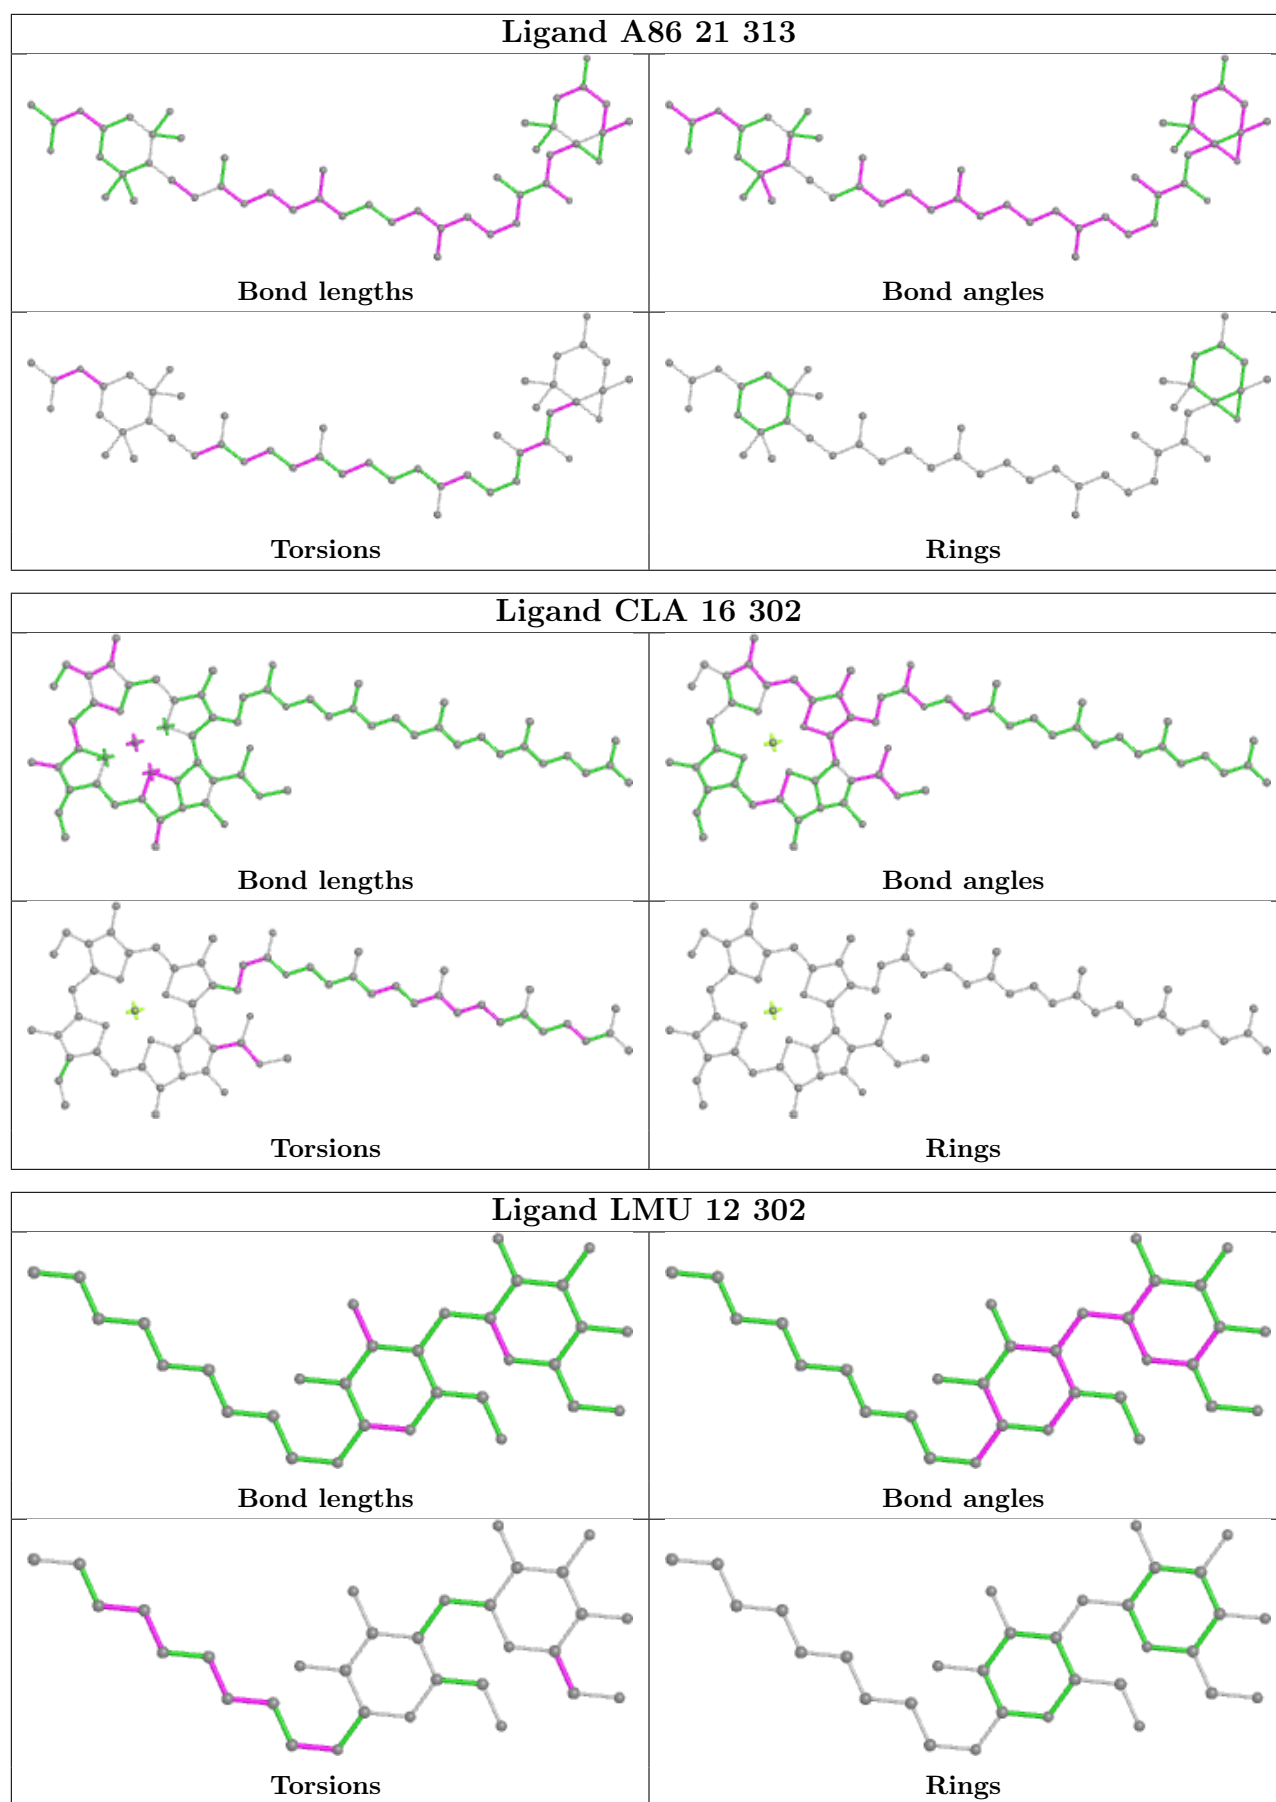 Ligand A86 21 313
Bond lengths
Bond angles
Torsions
Rings
Ligand CLA 16 302
Bond lengths
Bond angles
Torsions
Rings
Ligand LMU 12 302
Bond lengths
Bond angles
Torsions
Rings